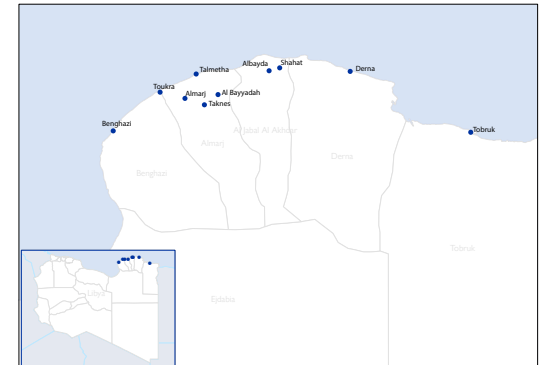 Albayda
Shahat
Talmetha
Derna
Toukra
Almarj
Al Bayyadah
Taknes
Benghazi
Tobruk
Al Jabal Al Akhdar
Almarj
Derna
Benghazi
Tobruk
Libya
Ejdabia